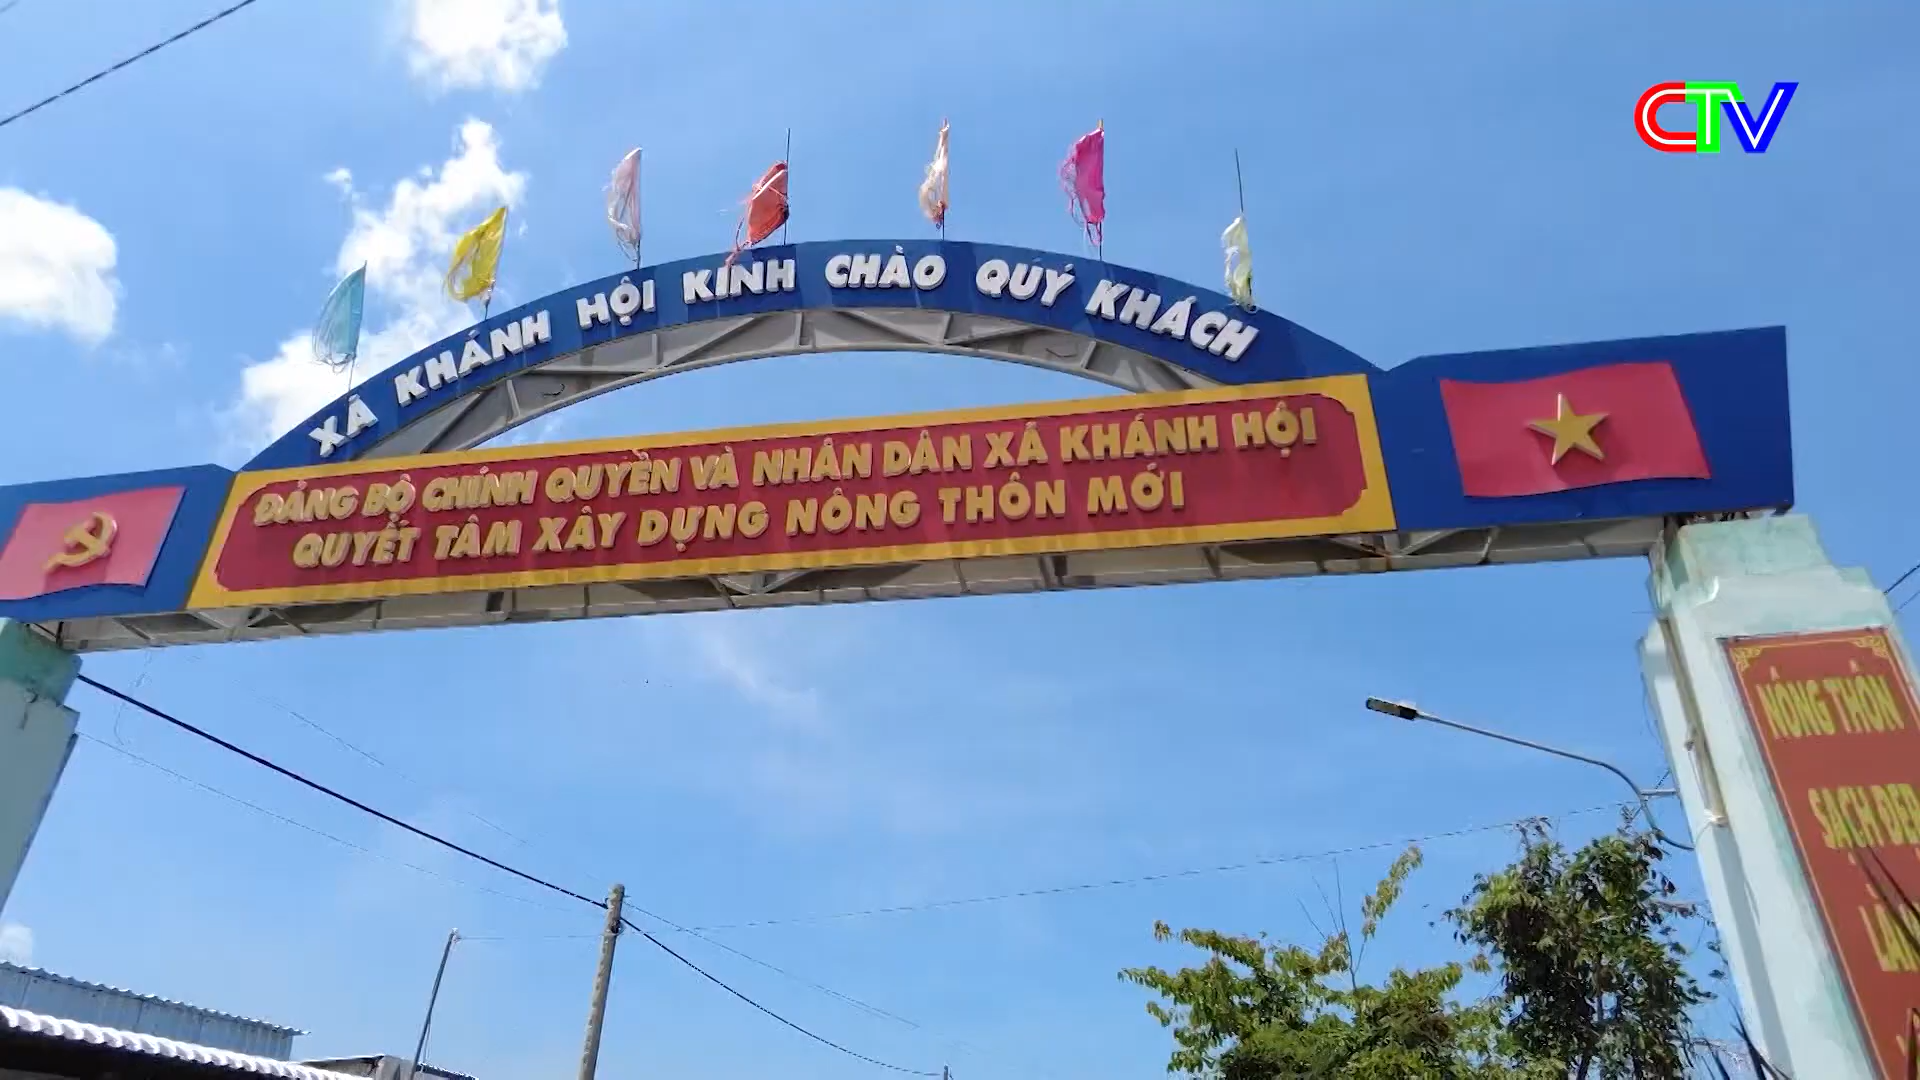 CTV
XÃ KHÁNH HỘI KÍNH CHÀO QUÝ KHÁCH
ĐẢNG BỘ CHÍNH QUYỀN VÀ NHÂN DÂN XÃ KHÁNH HỘI
QUYẾT TÂM XÂY DỰNG NÔNG THÔN MỚI
NÔNG THÔN
SẠCH ĐẸP